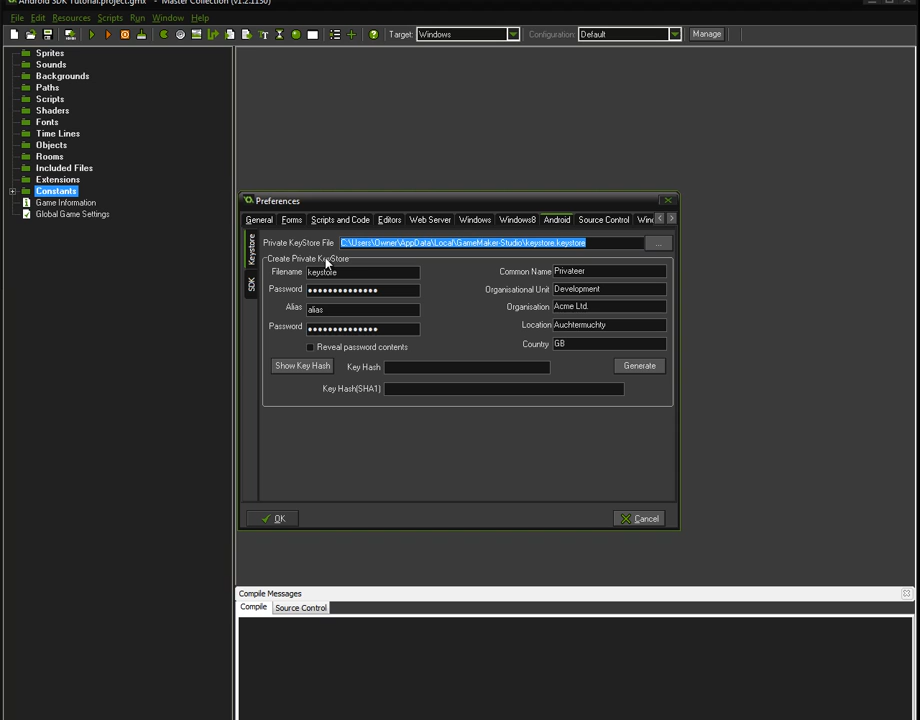 Android SDK Tutorial.project.gmx - Master Collection (v1.2.1130)
File Edit Resources Scripts Run Window Help
Target: Windows Configuration: Default Manage
Sprites
Sounds
Backgrounds
Paths
Scripts
Shaders
Fonts
Time Lines
Objects
Rooms
Included Files
Extensions
Constants
Game Information
Global Game Settings
Preferences
General Forms Scripts and Code Editors Web Server Windows Windows8 Android Source Control
Keystore
SDK
Private KeyStore File C:\Users\Owner\AppData\Local\GameMaker-Studio\keystore.keystore ...
Create Private KeyStore
Filename keystore
Password ••••••••••••••
Alias alias
Password ••••••••••••••
Reveal password contents
Common Name Privateer
Organisational Unit Development
Organisation Acme Ltd.
Location Auchtermuchty
Country GB
Show Key Hash Key Hash Generate
Key Hash(SHA1)
OK Cancel
Compile Messages
Compile Source Control